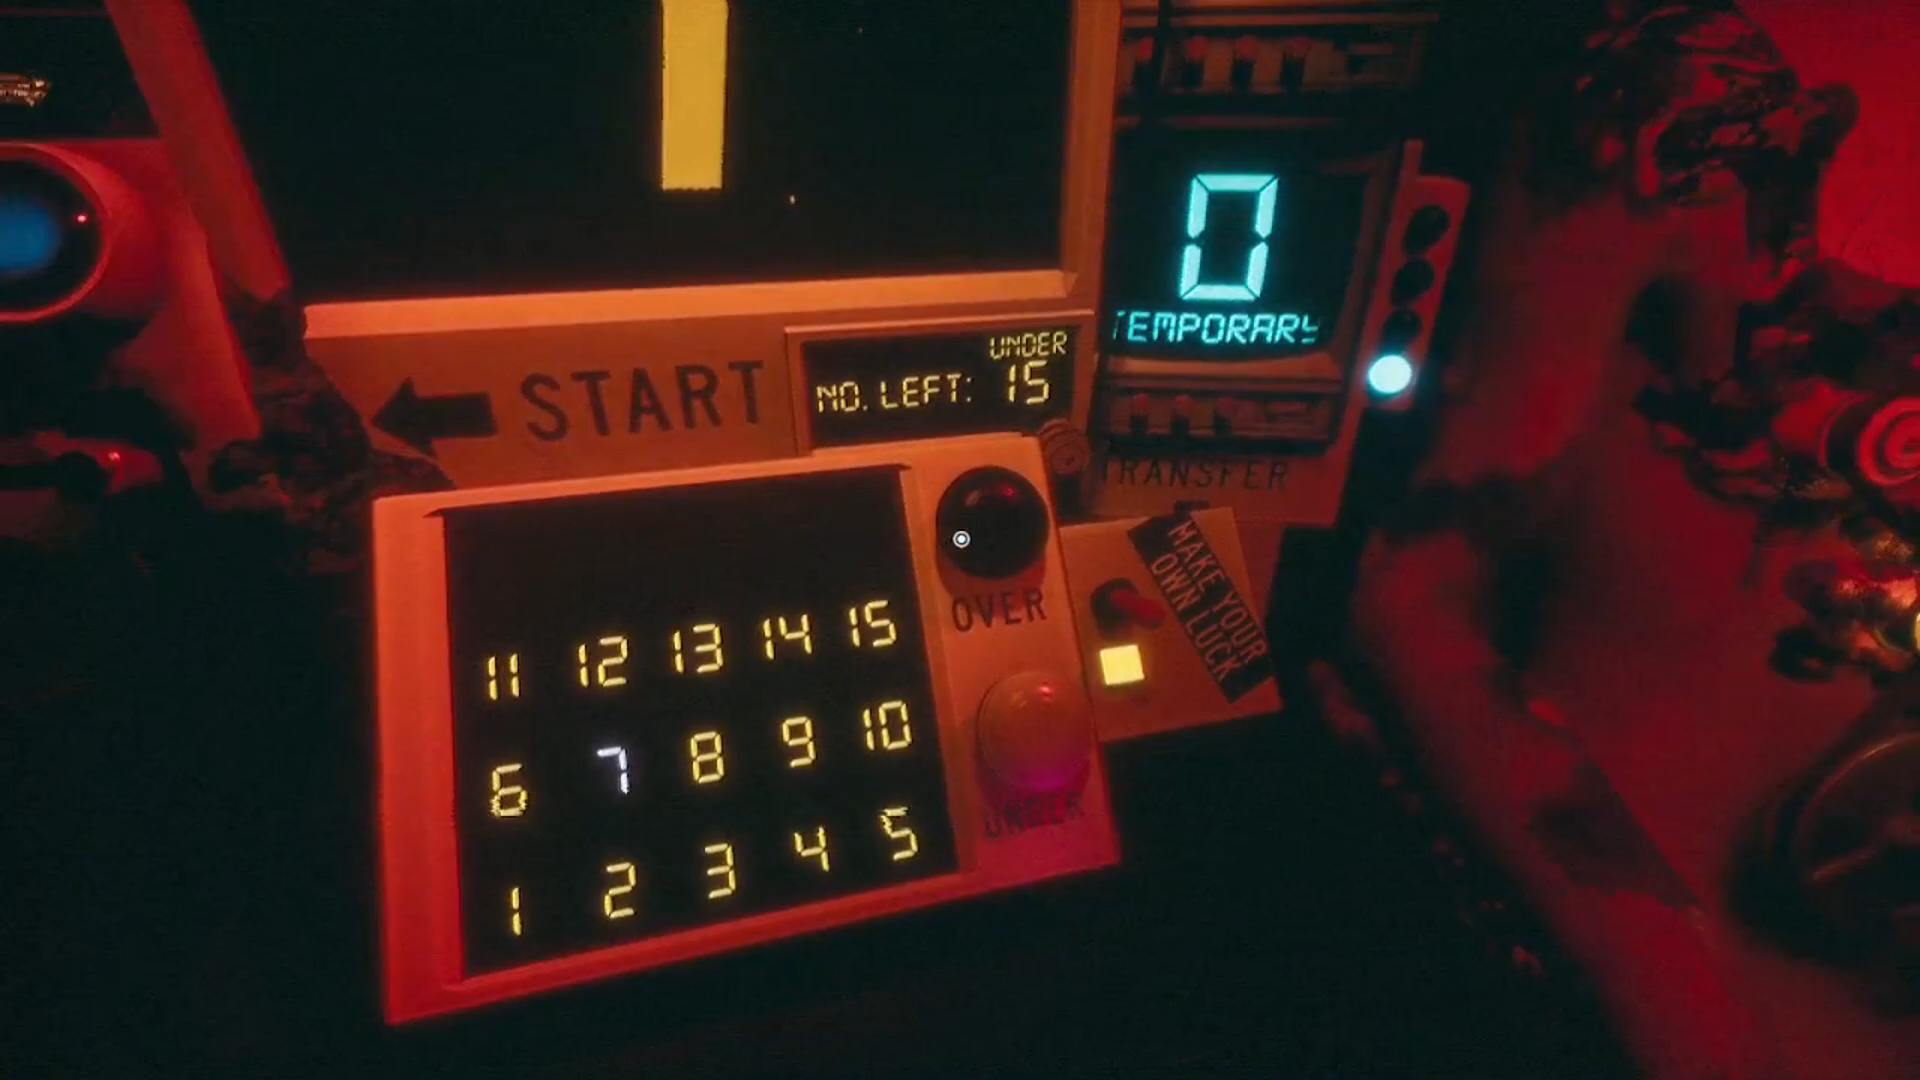 0
TEMPORARY
UNDER
NO. LEFT: 15
START
TRANSFER
MAKE YOUR
OWN LUCK
OVER
11 12 13 14 15
6 7 8 9 10
1 2 3 4 5
UNDER